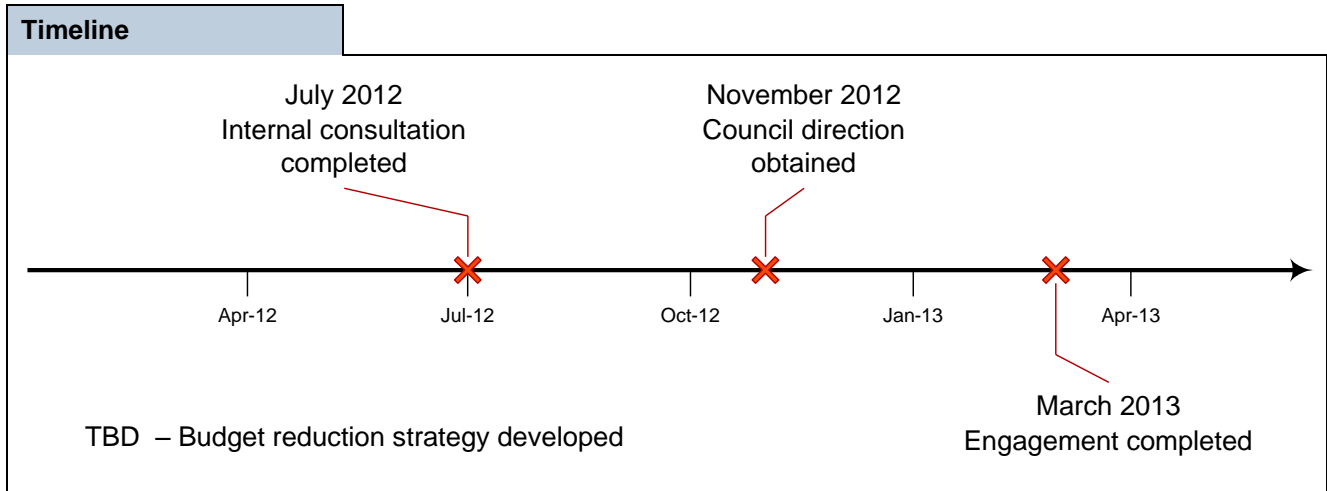 Timeline
July 2012
Internal consultation
completed
November 2012
Council direction
obtained
Apr-12
Jul-12
Oct-12
Jan-13
Apr-13
March 2013
Engagement completed
TBD – Budget reduction strategy developed